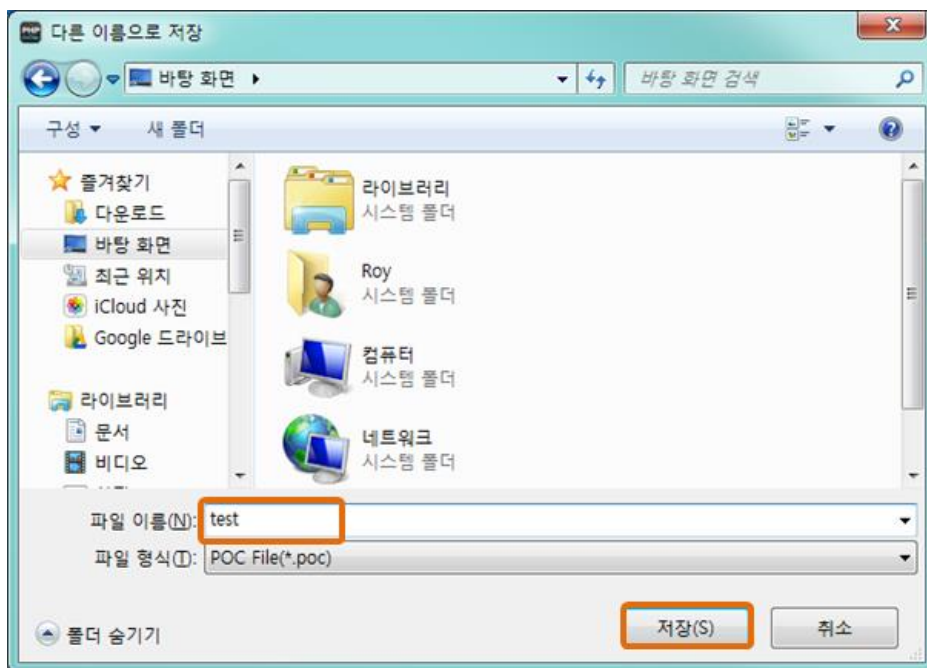 다른 이름으로 저장
바탕 화면
바탕 화면 검색
구성
새 폴더
즐겨찾기
다운로드
바탕 화면
최근 위치
iCloud 사진
Google 드라이브
라이브러리
문서
비디오
라이브러리
시스템 폴더
Roy
시스템 폴더
컴퓨터
시스템 폴더
네트워크
시스템 폴더
파일 이름(N): test
파일 형식(T): POC File(*.poc)
폴더 숨기기
저장(S)
취소